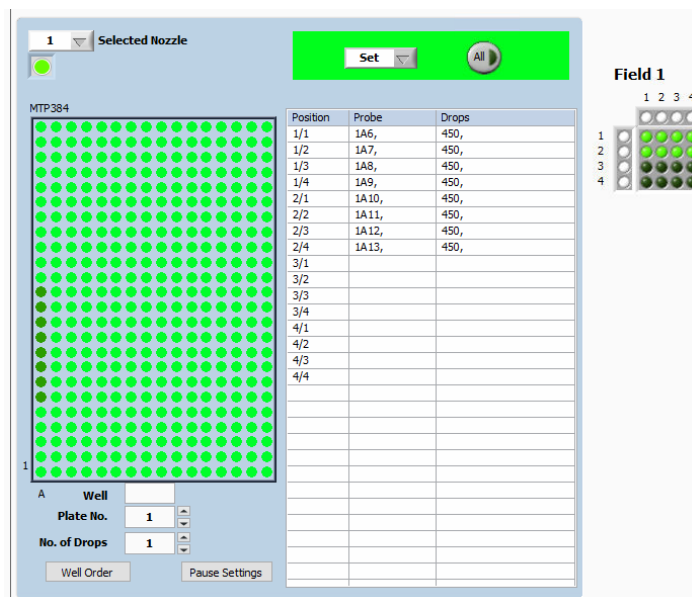 1 Selected Nozzle
Set All
Field 1
1 2 3 4
1
2
3
4
MTP384
Position Probe Drops
1/1 1A6, 450,
1/2 1A7, 450,
1/3 1A8, 450,
1/4 1A9, 450,
2/1 1A10, 450,
2/2 1A11, 450,
2/3 1A12, 450,
2/4 1A13, 450,
3/1
3/2
3/3
3/4
4/1
4/2
4/3
4/4
1
A Well
Plate No. 1
No. of Drops 1
Well Order Pause Settings